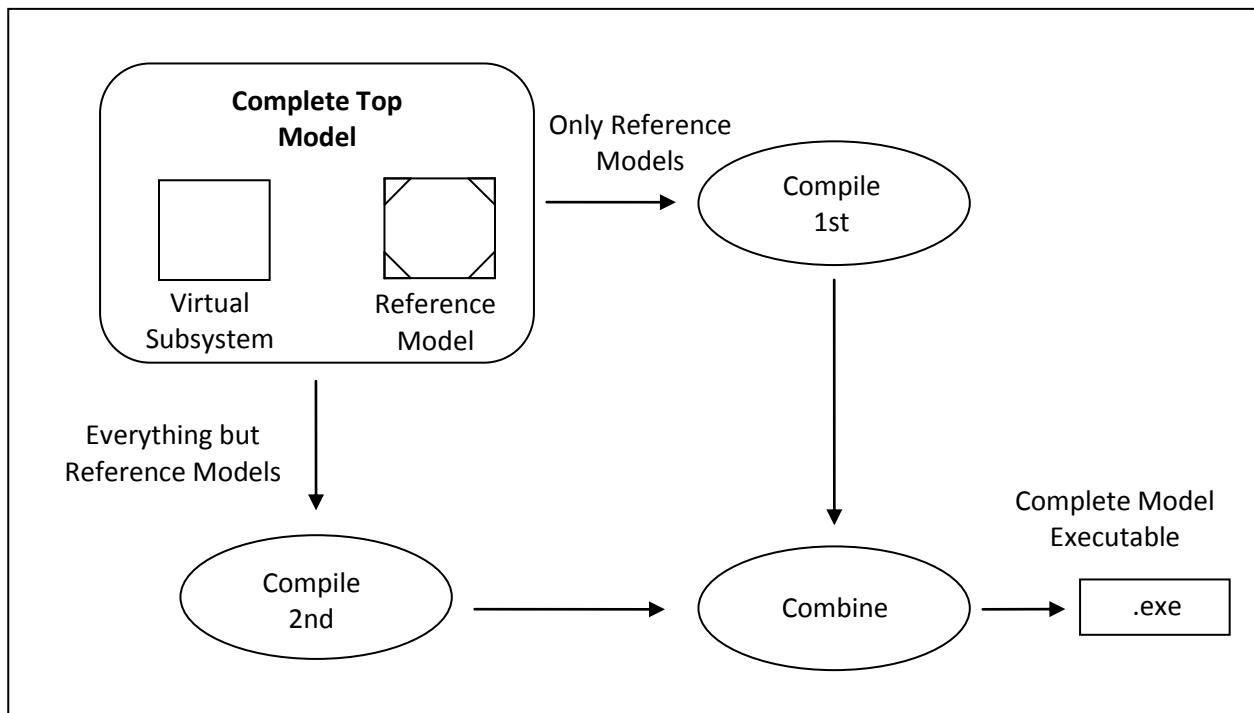 Complete Top
Model
Only Reference
Models
Compile
1st
Virtual
Subsystem
Reference
Model
Everything but
Reference Models
Compile
2nd
Combine
Complete Model
Executable
.exe